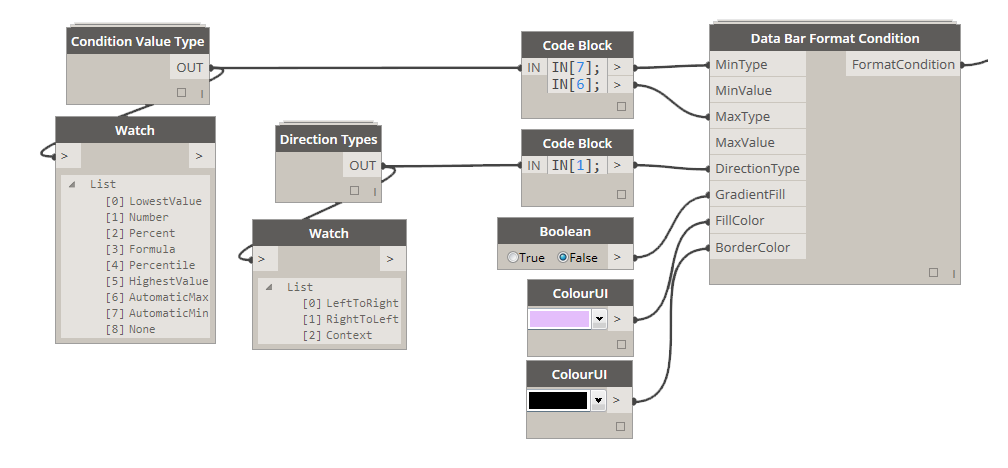 Condition Value Type
OUT
Watch
>
>
List
[0] LowestValue
[1] Number
[2] Percent
[3] Formula
[4] Percentile
[5] HighestValue
[6] AutomaticMax
[7] AutomaticMin
[8] None
Direction Types
OUT
Watch
>
>
List
[0] LeftToRight
[1] RightToLeft
[2] Context
Code Block
IN IN[7]; >
IN[6]; >
Code Block
IN IN[1]; >
Boolean
True False >
ColourUI
>
ColourUI
>
Data Bar Format Condition
MinType FormatCondition
MinValue
MaxType
MaxValue
DirectionType
GradientFill
FillColor
BorderColor